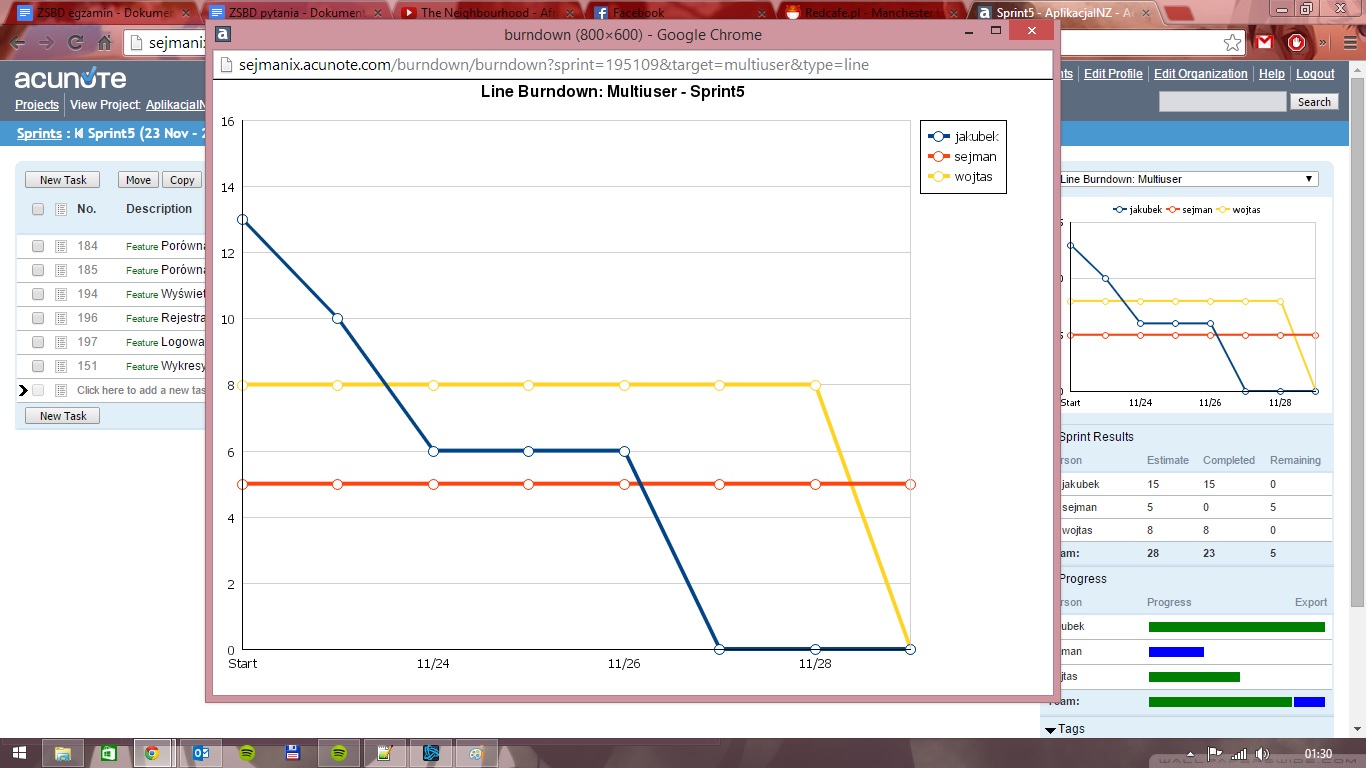 ZSBD egzamin - Dokumen
ZSBD pytania - Dokument
The Neighbourhood - Afr
Facebook
Redcafe.pl - Manchester
Sprint5 - AplikacjaINZ - A
sejmanix
burndown (800×600) - Google Chrome
sejmanix.acunote.com/burndown/burndown?sprint=195109&target=multiuser&type=line
acunote
Edit Profile Edit Organization Help Logout
Projects View Project: AplikacjaIN
Search
Sprints : Sprint5 (23 Nov - 2
New Task Move Copy
No. Description
184 Feature Porówna
185 Feature Porówna
194 Feature Wyświet
196 Feature Rejestra
197 Feature Logowa
151 Feature Wykresy
Click here to add a new tas
New Task
Line Burndown: Multiuser - Sprint5
16
14
12
10
8
6
4
2
0
Start 11/24 11/26 11/28
jakubek
sejman
wojtas
Line Burndown: Multiuser
jakubek sejman wojtas
Start 11/24 11/26 11/28
Sprint Results
rson Estimate Completed Remaining
jakubek 15 15 0
sejman 5 0 5
wojtas 8 8 0
am: 28 23 5
Progress
rson Progress Export
ubek
man
jtas
Team:
Tags
01:30